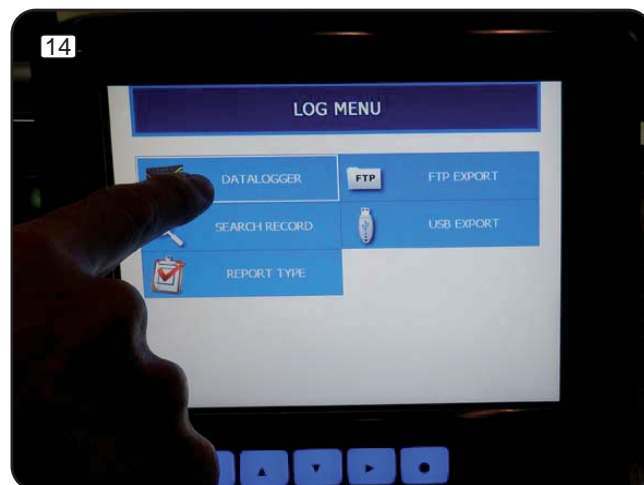 14
LOG MENU
DATALOGGER
FTP
FTP EXPORT
SEARCH RECORD
USB EXPORT
REPORT TYPE